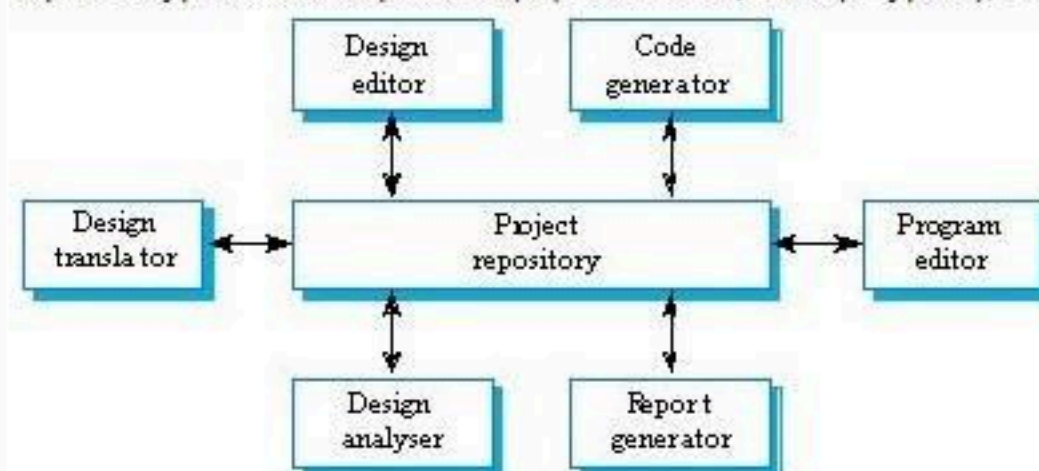 Design
editor
Code
generator
Design
translator
Project
repository
Program
editor
Design
analyser
Report
generator